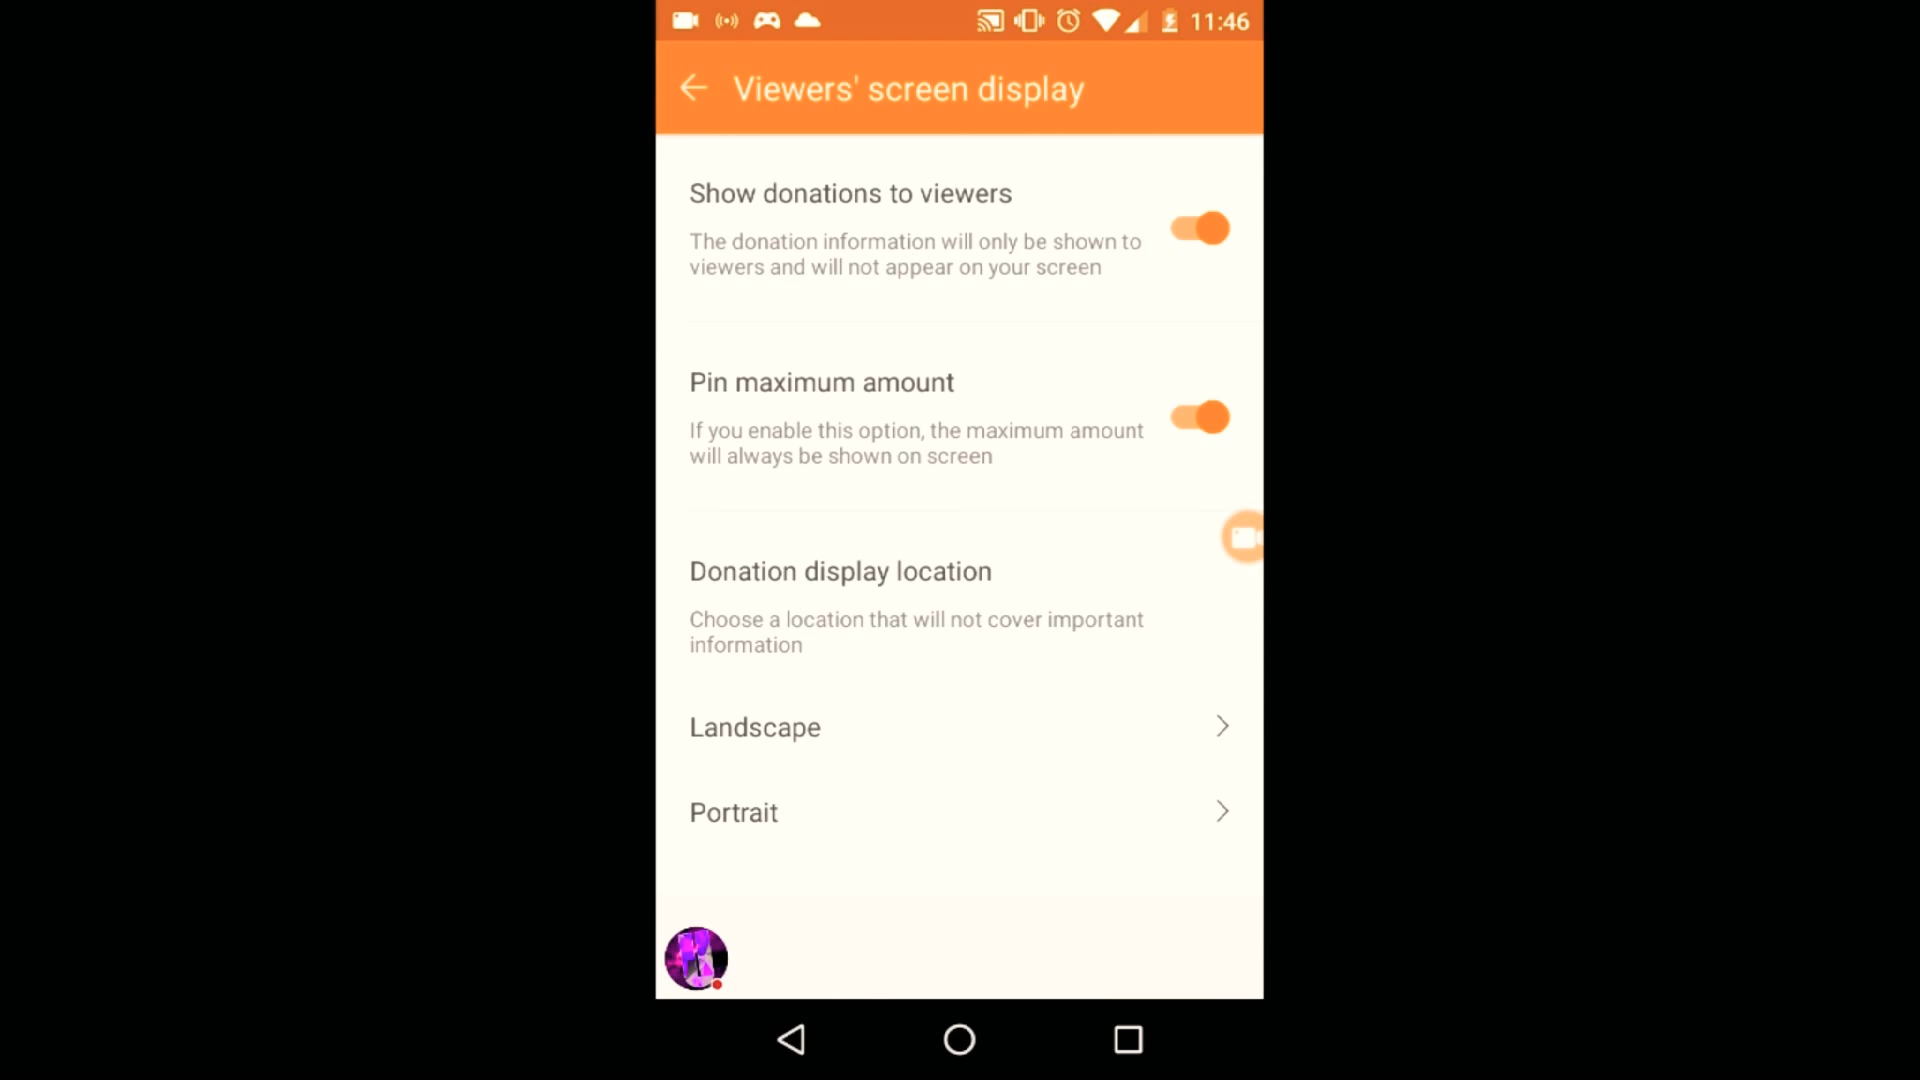 11:46
Viewers' screen display
Show donations to viewers
The donation information will only be shown to
viewers and will not appear on your screen
Pin maximum amount
If you enable this option, the maximum amount
will always be shown on screen
Donation display location
Choose a location that will not cover important
information
Landscape
Portrait